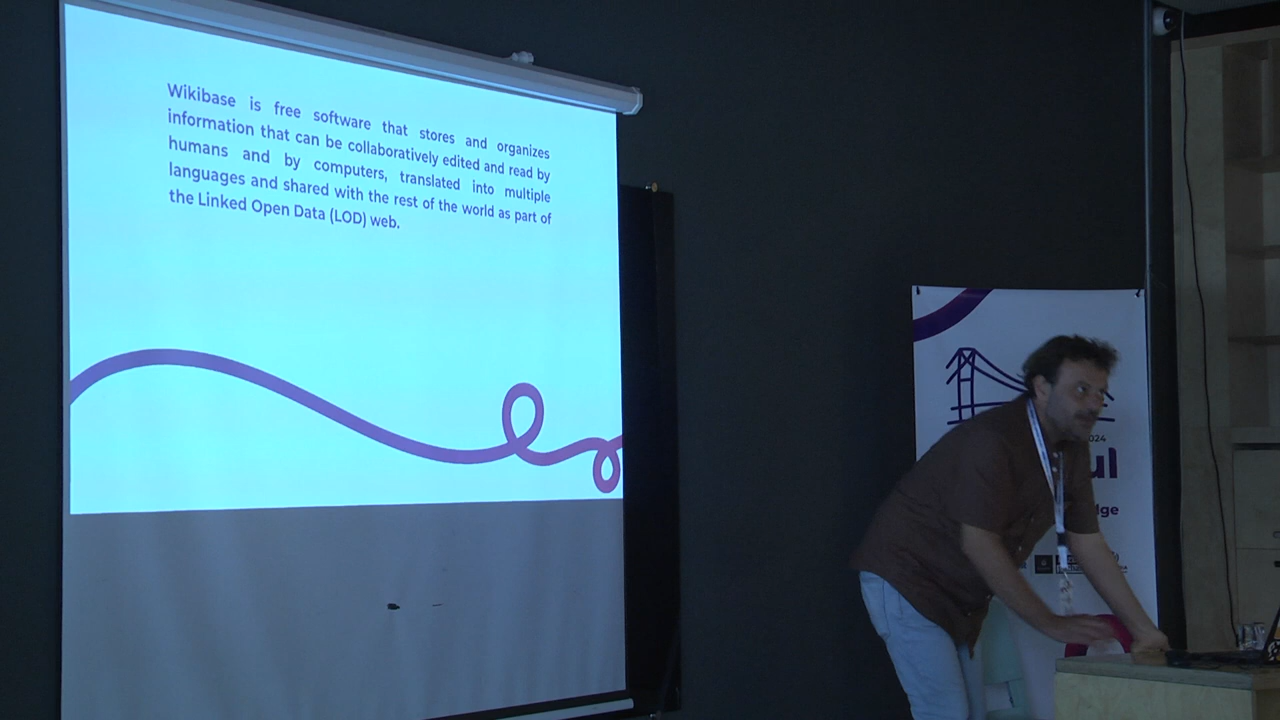 Wikibase is free software that stores and organizes
information that can be collaboratively edited and read by
humans and by computers, translated into multiple
languages and shared with the rest of the world as part of
the Linked Open Data (LOD) web.
024
ul
dge